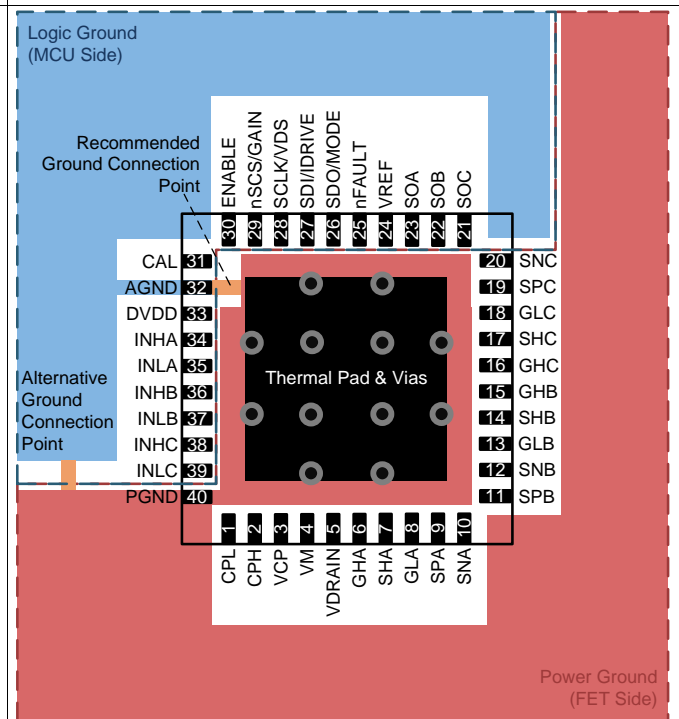 Logic Ground
(MCU Side)
Recommended
Ground Connection
Point
ENABLE
nSCS/GAIN
SCLK/VDS
SDI/IDRIVE
SDO/MODE
nFAULT
VREF
SOA
SOB
SOC
30
29
28
27
26
25
24
23
22
21
CAL 31
AGND 32
DVDD 33
INHA 34
INLA 35
INHB 36
INLB 37
INHC 38
INLC 39
PGND 40
Alternative
Ground
Connection
Point
Thermal Pad & Vias
20 SNC
19 SPC
18 GLC
17 SHC
16 GHC
15 GHB
14 SHB
13 GLB
12 SNB
11 SPB
1
2
3
4
5
6
7
8
9
10
CPL
CPH
VCP
VM
VDRAIN
GHA
SHA
GLA
SPA
SNA
Power Ground
(FET Side)